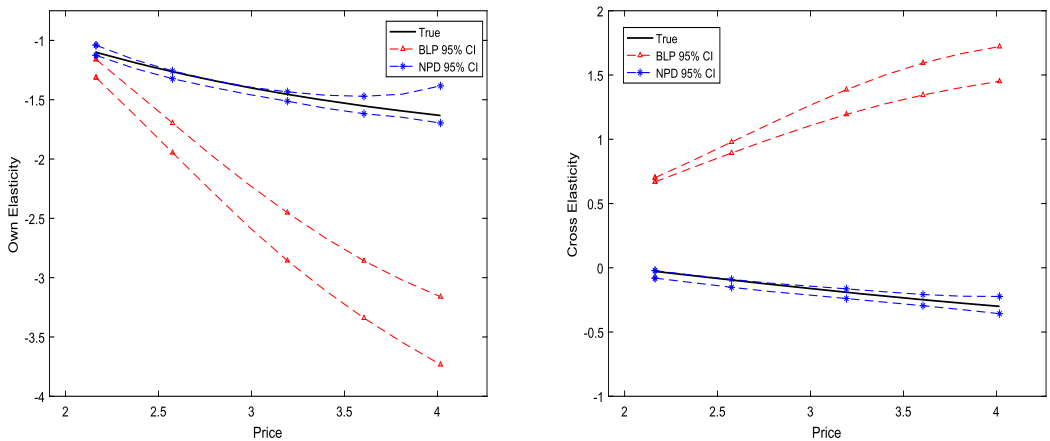 -1
-1.5
-2
-2.5
-3
-3.5
-4
Own Elasticity
2
2.5
3
3.5
4
Price
True
BLP 95% CI
NPD 95% CI
2
1.5
1
0.5
0
-0.5
-1
Cross Elasticity
2
2.5
3
3.5
4
Price
True
BLP 95% CI
NPD 95% CI